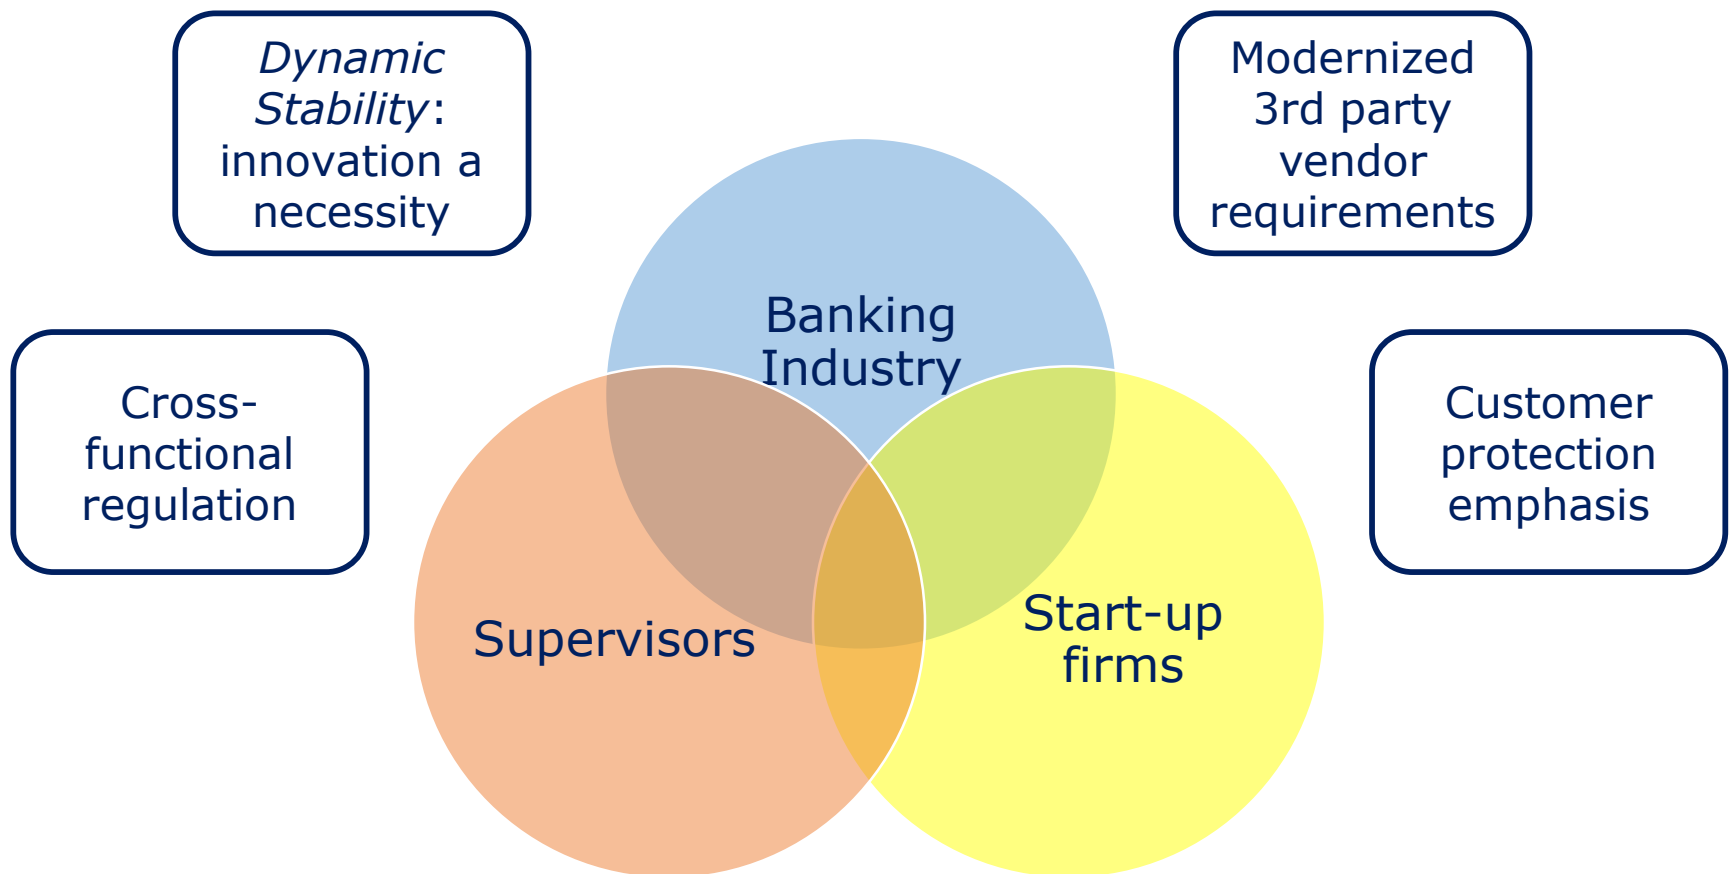 Dynamic
Stability:
innovation a
necessity
Modernized
3rd party
vendor
requirements
Banking
Industry
Cross-
functional
regulation
Customer
protection
emphasis
Supervisors
Start-up
firms